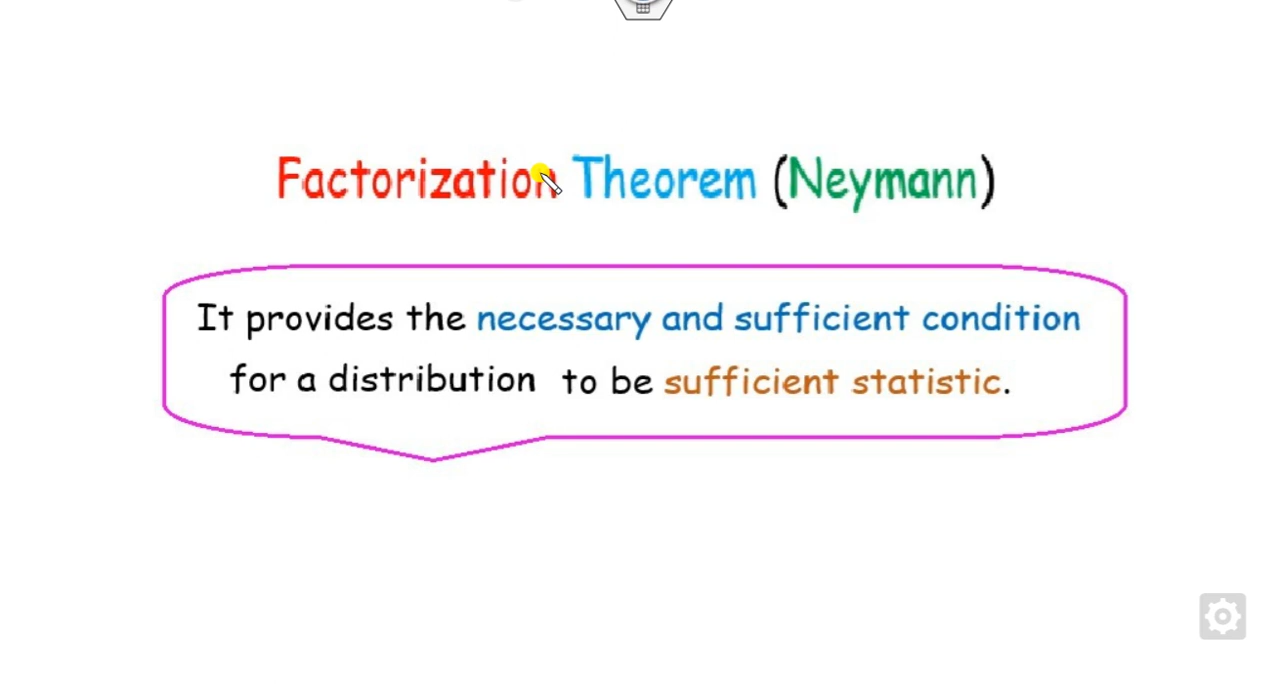 Factorization Theorem (Neymann)
It provides the necessary and sufficient condition
for a distribution to be sufficient statistic.